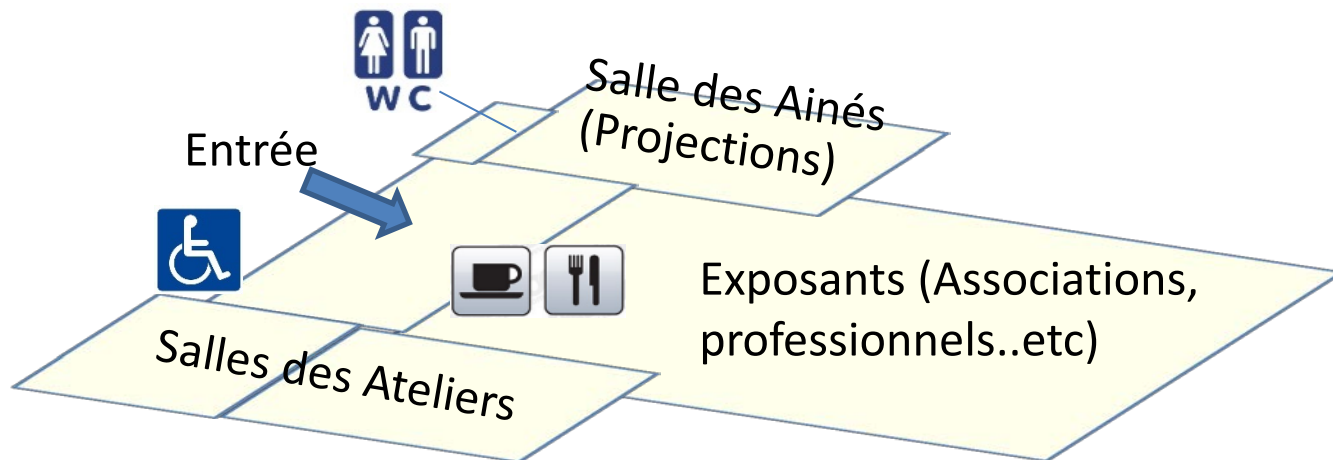 WC
Salle des Ainés
(Projections)
Entrée
Exposants (Associations,
professionnels..etc)
Salles des Ateliers